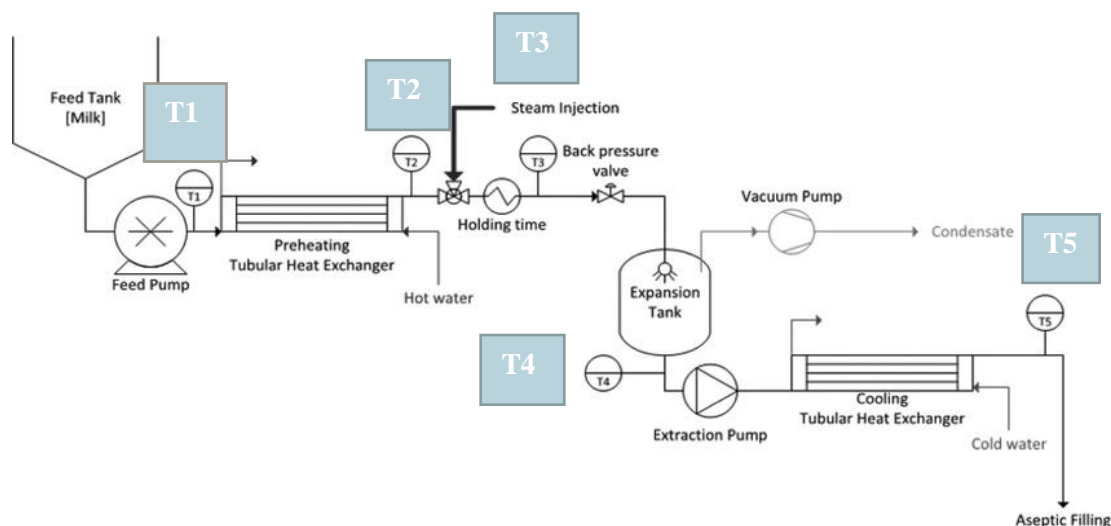 T3
T2
Feed Tank
[Milk]
T1
Steam Injection
T2
T3
Back pressure
valve
T1
Holding time
Vacuum Pump
Condensate
T5
Preheating
Tubular Heat Exchanger
Feed Pump
Hot water
Expansion
Tank
T5
T4
T4
Cooling
Tubular Heat Exchanger
Extraction Pump
Cold water
Aseptic Filling